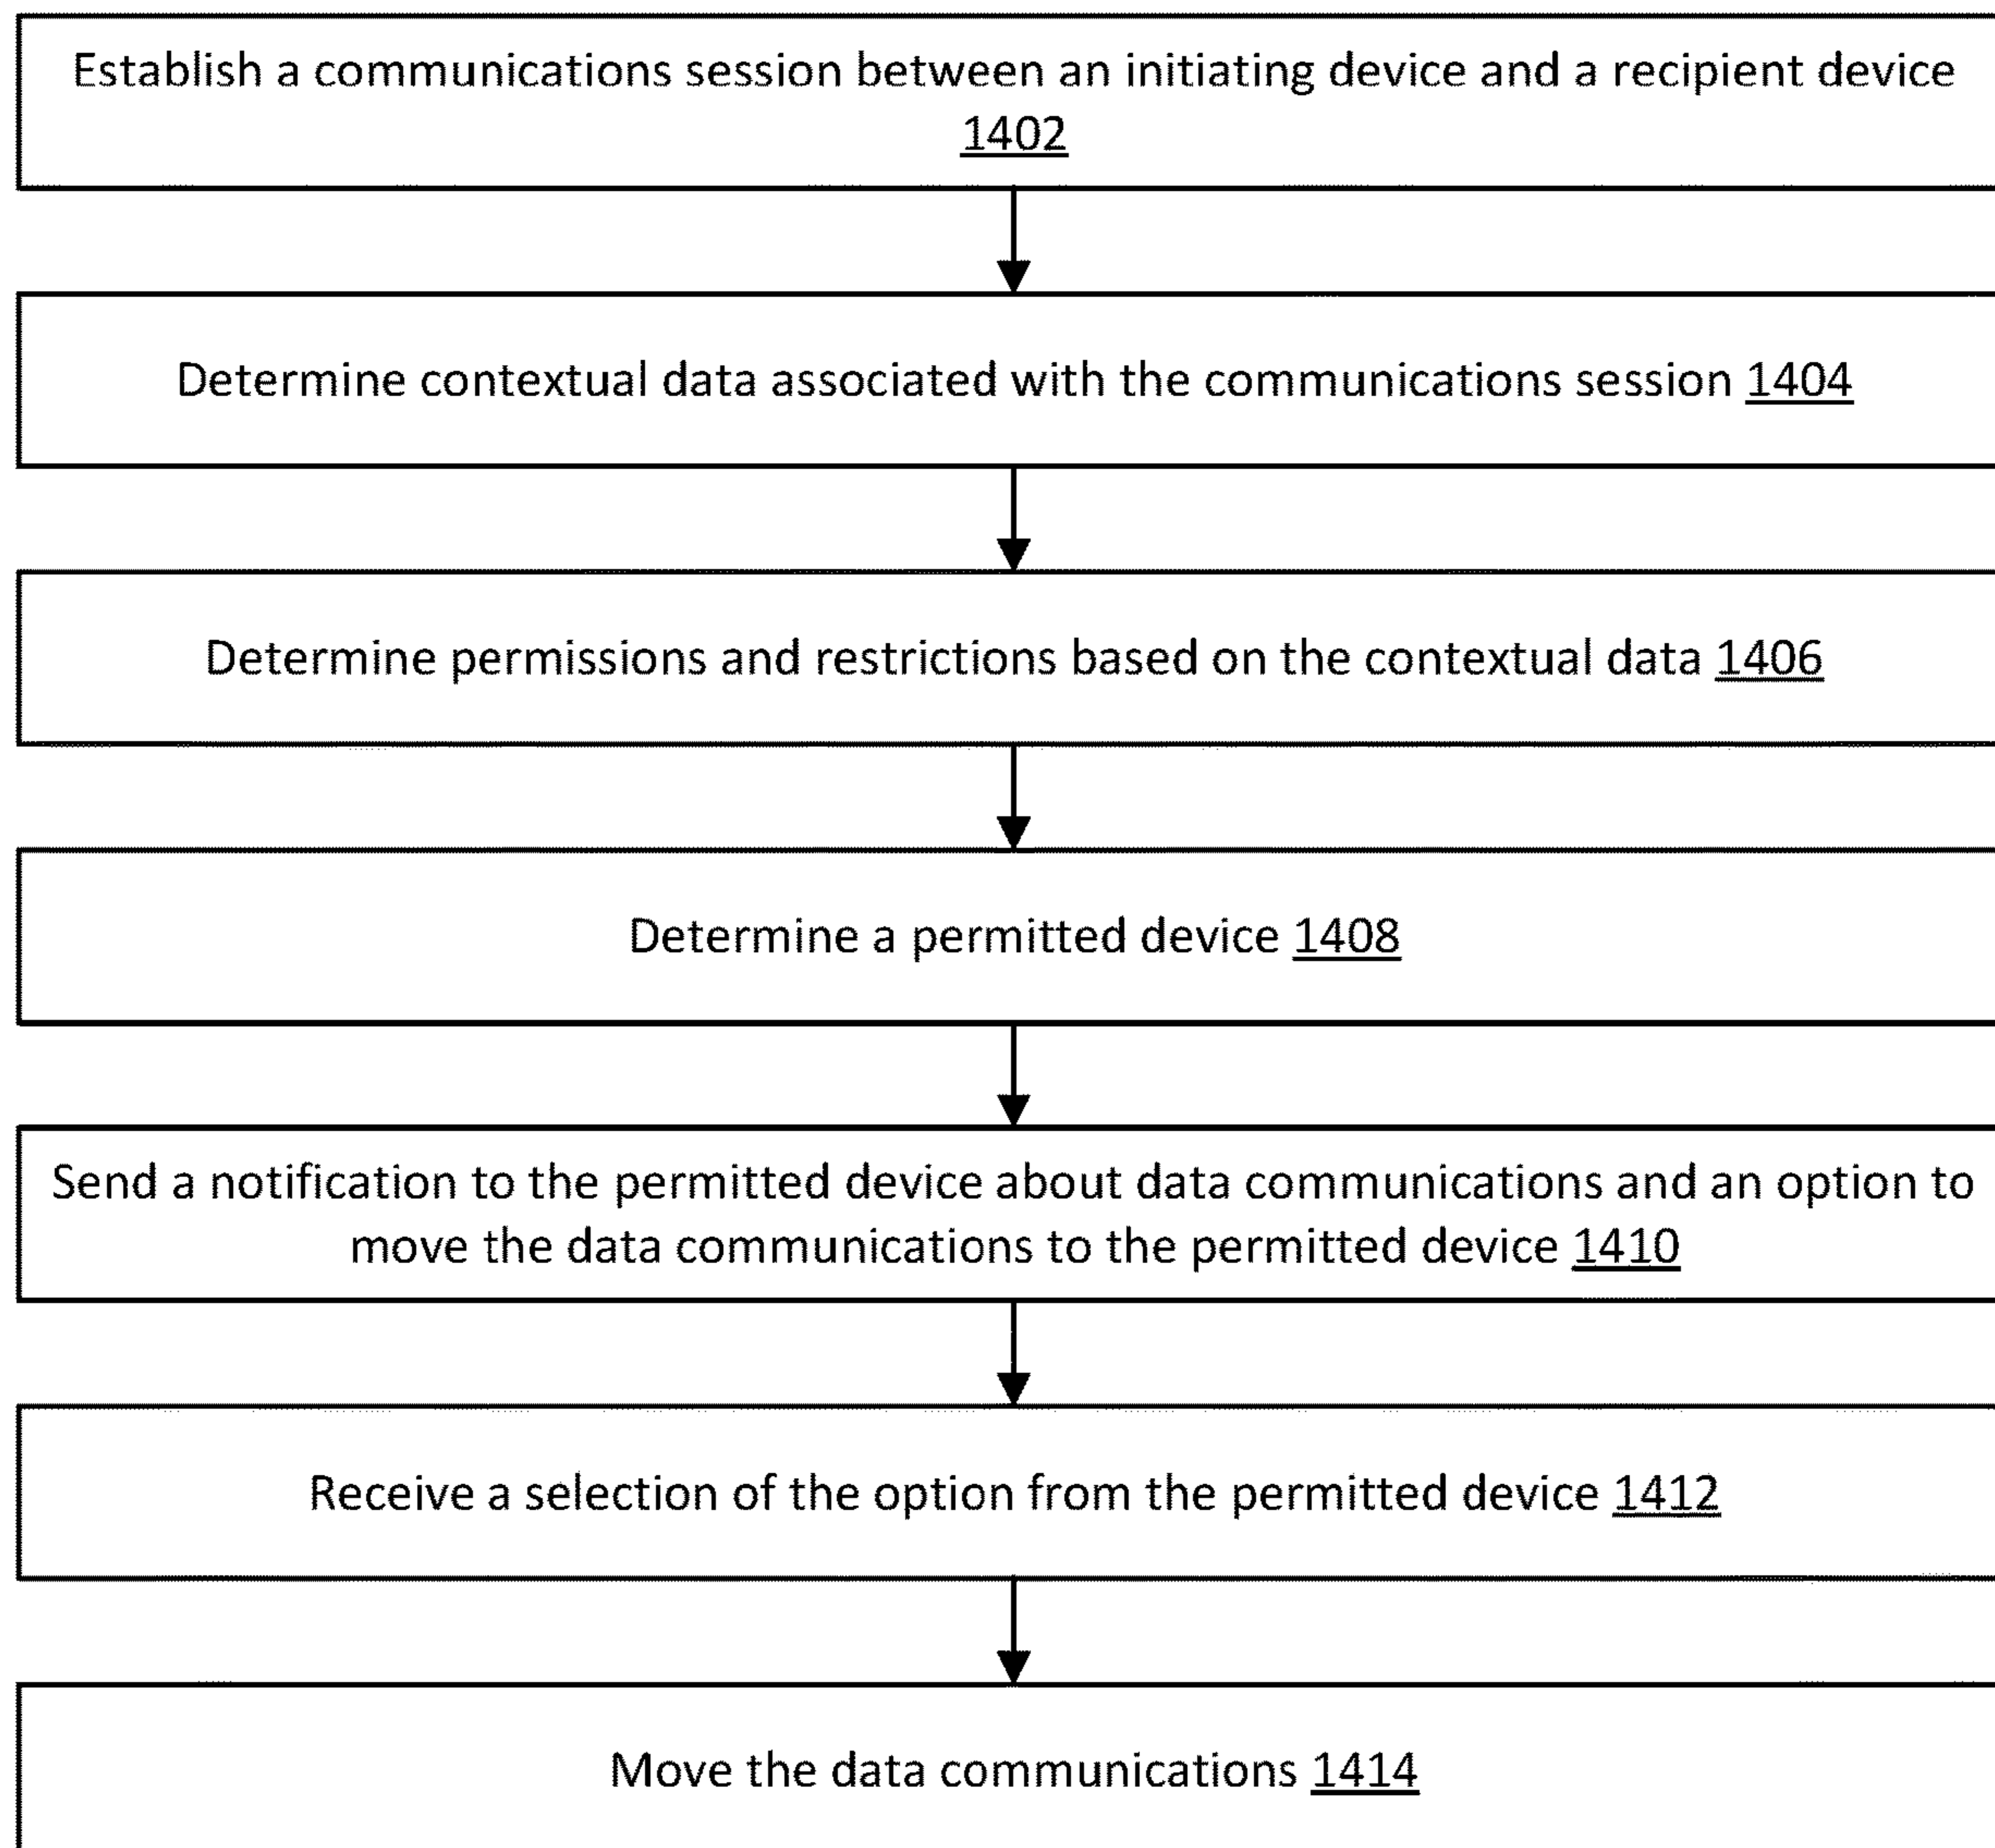 Establish a communications session between an initiating device and a recipient device
1402
Determine contextual data associated with the communications session 1404
Determine permissions and restrictions based on the contextual data 1406
Determine a permitted device 1408
Send a notification to the permitted device about data communications and an option to
move the data communications to the permitted device 1410
Receive a selection of the option from the permitted device 1412
Move the data communications 1414